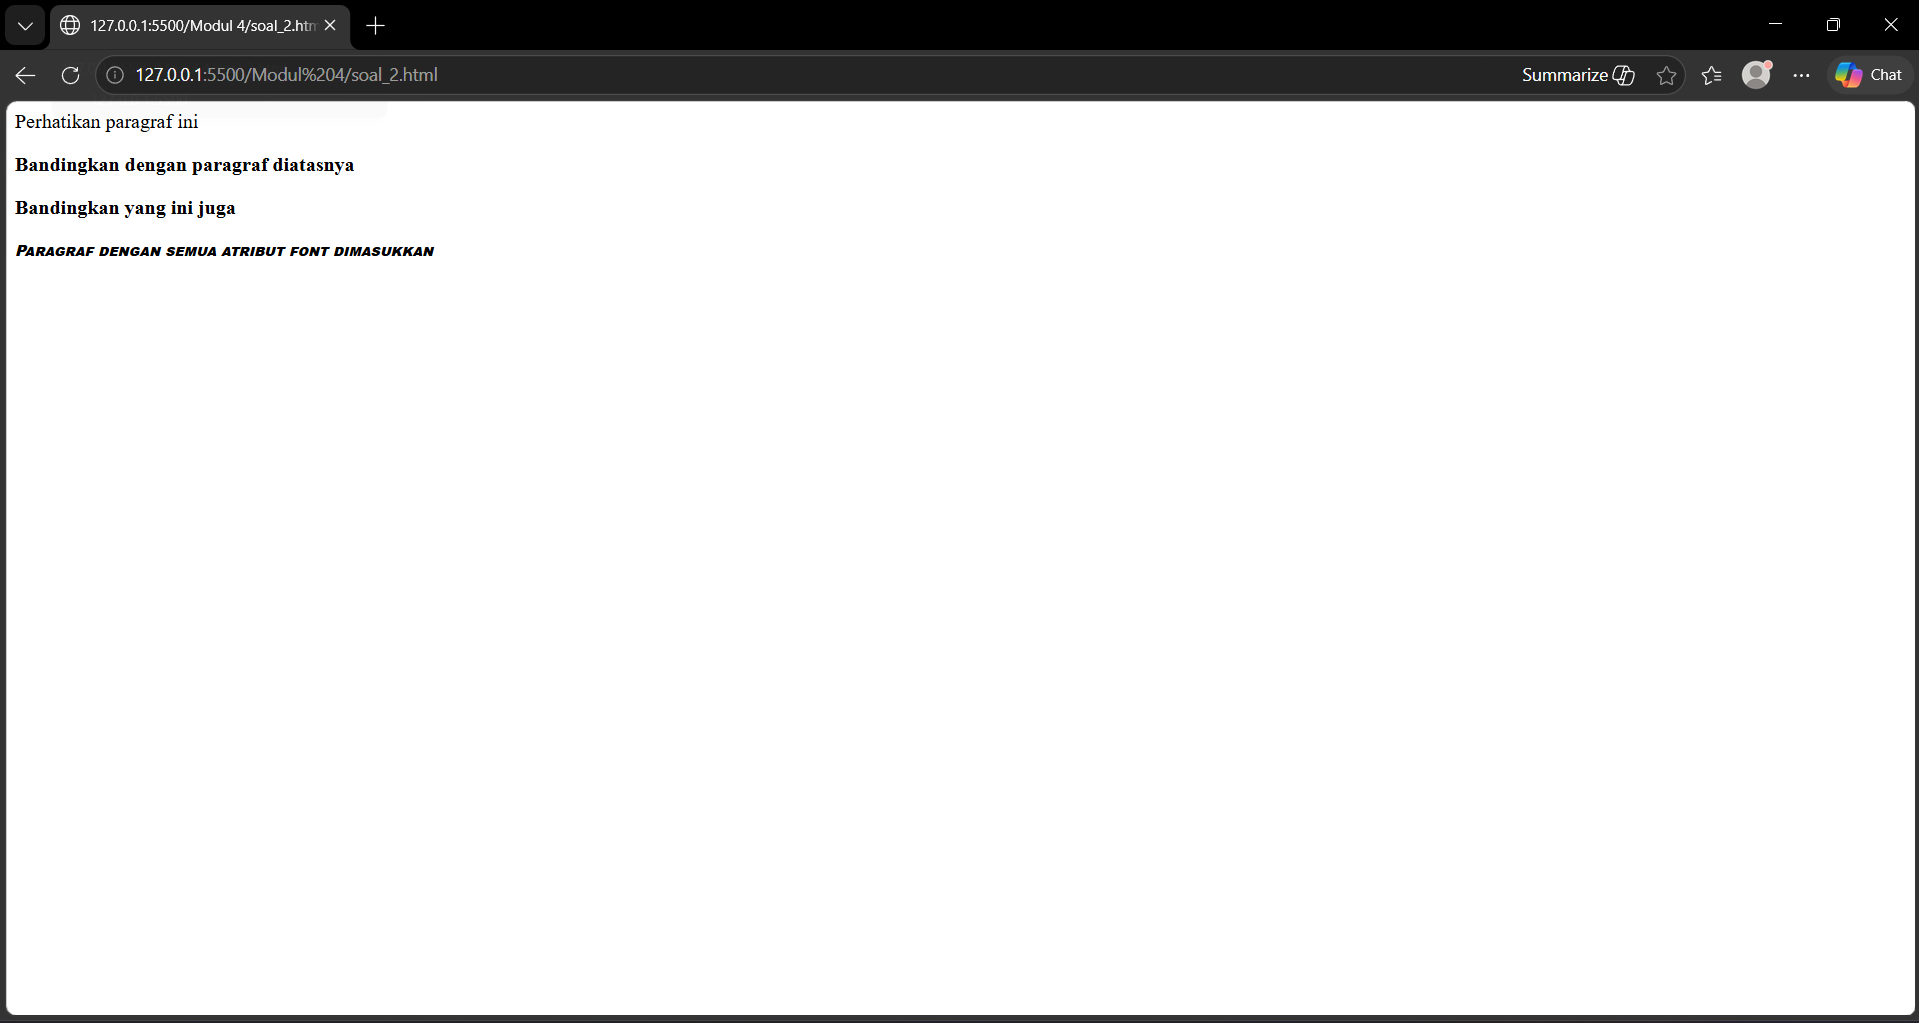 127.0.0.1:5500/Modul 4/soal_2.htm
127.0.0.1:5500/Modul%204/soal_2.html
Summarize
Chat
Perhatikan paragraf ini
Bandingkan dengan paragraf diatasnya
Bandingkan yang ini juga
PARAGRAF DENGAN SEMUA ATRIBUT FONT DIMASUKKAN